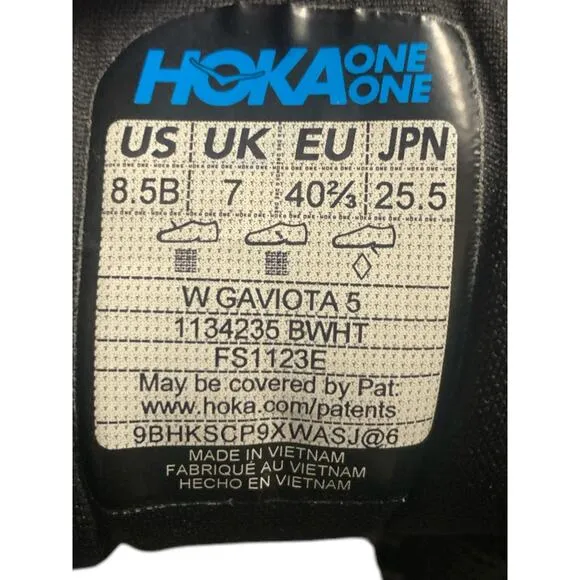 HOKA ONE ONE
US UK EU JPN
8.5B 7 40⅔ 25.5
W GAVIOTA 5
1134235 BWHT
FS1123E
May be covered by Pat.
www.hoka.com/patents
9BHKSCP9XWASJ@6
MADE IN VIETNAM
FABRIQUÉ AU VIETNAM
HECHO EN VIETNAM